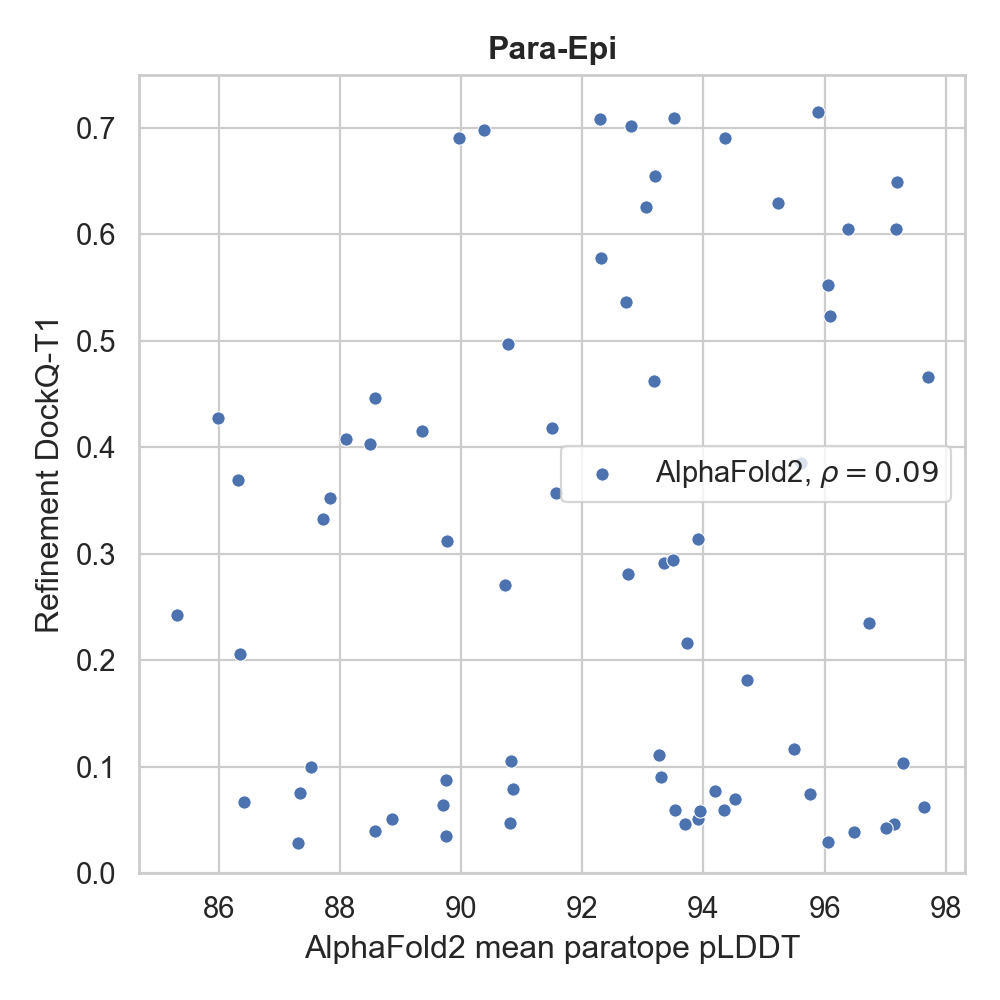 Para-Epi
0.7
0.6
0.5
0.4
0.3
0.2
0.1
0.0
Refinement DockQ-T1
AlphaFold2, ρ = 0.09
86 88 90 92 94 96 98
AlphaFold2 mean paratope pLDDT